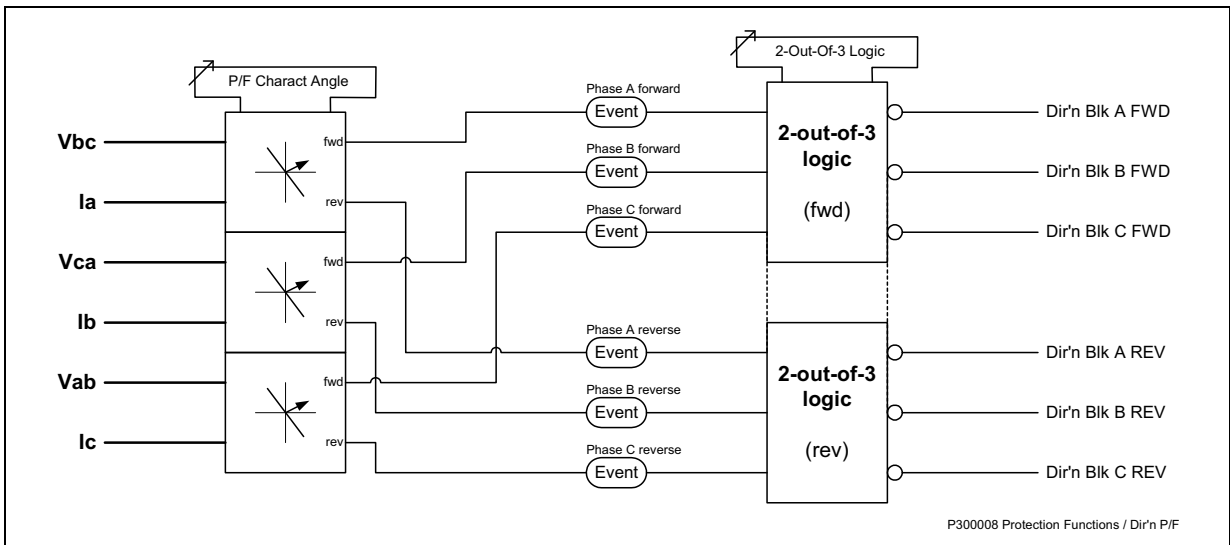 P/F Charact Angle
2-Out-Of-3 Logic
Vbc
Ia
Vca
Ib
Vab
Ic
fwd
rev
fwd
rev
fwd
rev
Phase A forward
Event
Phase B forward
Event
Phase C forward
Event
Phase A reverse
Event
Phase B reverse
Event
Phase C reverse
Event
2-out-of-3
logic
(fwd)
2-out-of-3
logic
(rev)
Dir'n Blk A FWD
Dir'n Blk B FWD
Dir'n Blk C FWD
Dir'n Blk A REV
Dir'n Blk B REV
Dir'n Blk C REV
P300008 Protection Functions / Dir'n P/F